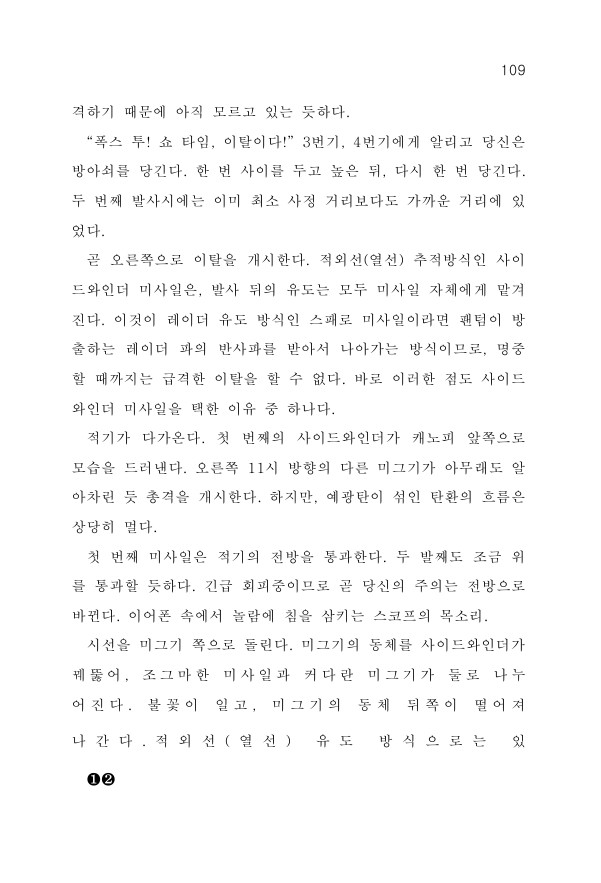 109
격하기 때문에 아직 모르고 있는 듯하다.
“폭스 투! 쇼 타임, 이탈이다!” 3번기, 4번기에게 알리고 당신은
방아쇠를 당긴다. 한 번 사이를 두고 높은 뒤, 다시 한 번 당긴다.
두 번째 발사시에는 이미 최소 사정 거리보다도 가까운 거리에 있
었다.
곧 오른쪽으로 이탈을 개시한다. 적외선(열선) 추적방식인 사이
드와인더 미사일은, 발사 뒤의 유도는 모두 미사일 자체에게 맡겨
진다. 이것이 레이더 유도 방식인 스패로 미사일이라면 팬텀이 방
출하는 레이더 파의 반사파를 받아서 나아가는 방식이므로, 명중
할 때까지는 급격한 이탈을 할 수 없다. 바로 이러한 점도 사이드
와인더 미사일을 택한 이유 중 하나다.
적기가 다가온다. 첫 번째의 사이드와인더가 캐노피 앞쪽으로
모습을 드러낸다. 오른쪽 11시 방향의 다른 미그기가 아무래도 알
아차린 듯 총격을 개시한다. 하지만, 예광탄이 섞인 탄환의 흐름은
상당히 멀다.
첫 번째 미사일은 적기의 전방을 통과한다. 두 발째도 조금 위
를 통과할 듯하다. 긴급 회피중이므로 곧 당신의 주의는 전방으로
바뀐다. 이어폰 속에서 놀람에 침을 삼키는 스코프의 목소리.
시선을 미그기 쪽으로 돌린다. 미그기의 동체를 사이드와인더가
꿰뚫어, 조그마한 미사일과 커다란 미그기가 둘로 나누
어진다. 불꽃이 일고, 미그기의 동체 뒤쪽이 떨어져
나간다.적외선(열선) 유도 방식으로는 있
❶❷